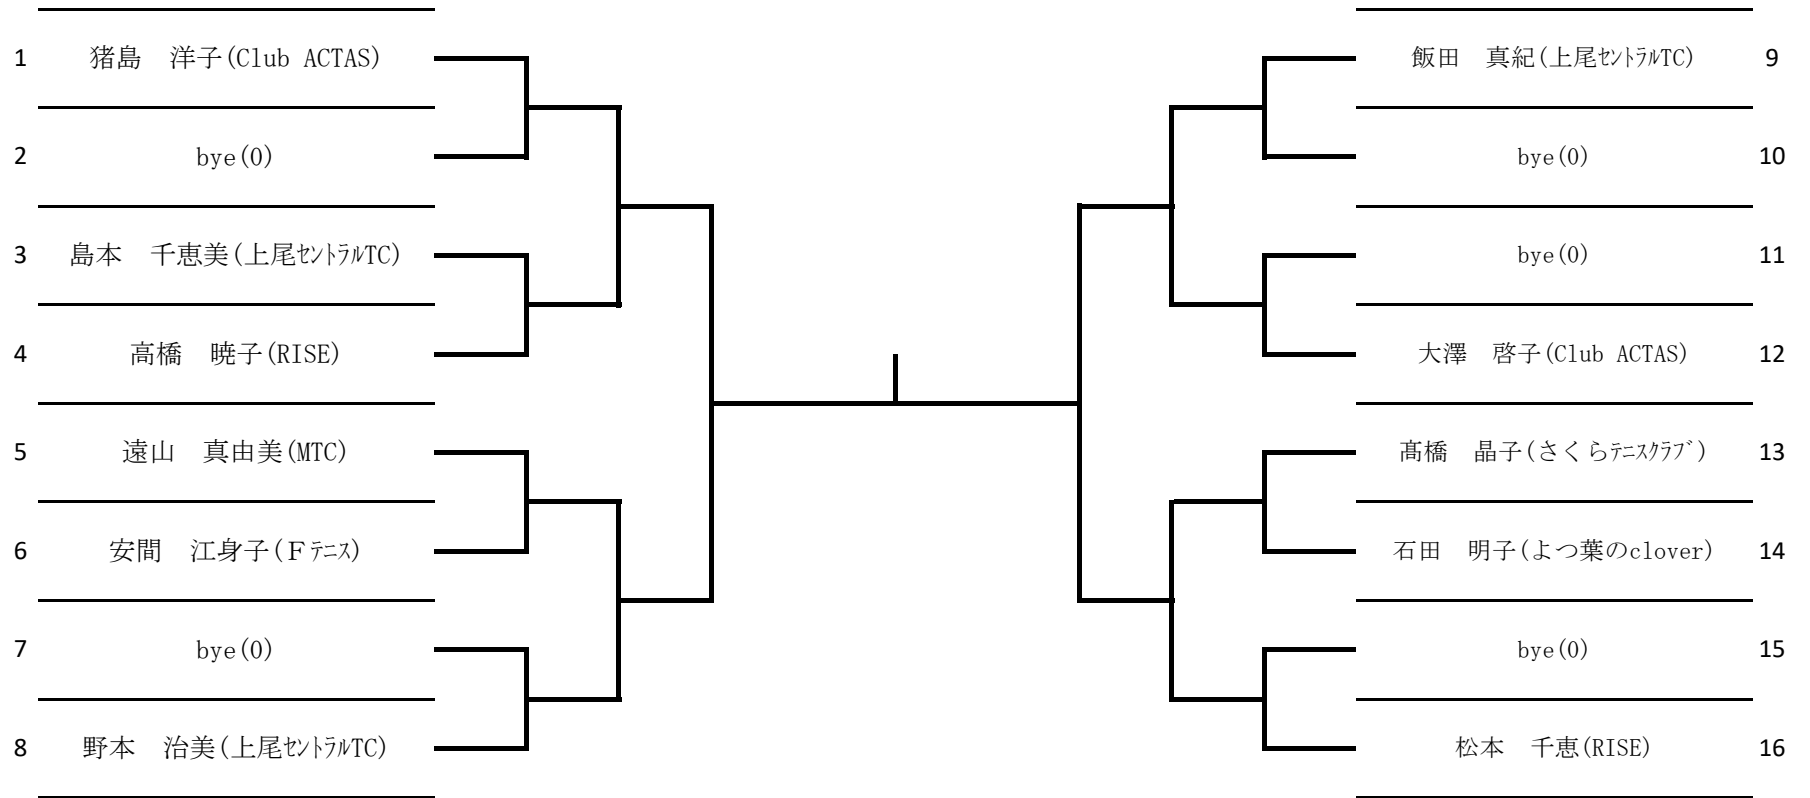 1 猪島　洋子(Club ACTAS)
2 bye(0)
3 島本　千恵美(上尾ｾﾝﾄﾗﾙTC)
4 高橋　暁子(RISE)
5 遠山　真由美(MTC)
6 安間　江身子(Ｆﾃﾆｽ)
7 bye(0)
8 野本　治美(上尾ｾﾝﾄﾗﾙTC)
飯田　真紀(上尾ｾﾝﾄﾗﾙTC) 9
bye(0) 10
bye(0) 11
大澤　啓子(Club ACTAS) 12
髙橋　晶子(さくらﾃﾆｽｸﾗﾌﾞ) 13
石田　明子(よつ葉のclover) 14
bye(0) 15
松本　千恵(RISE) 16